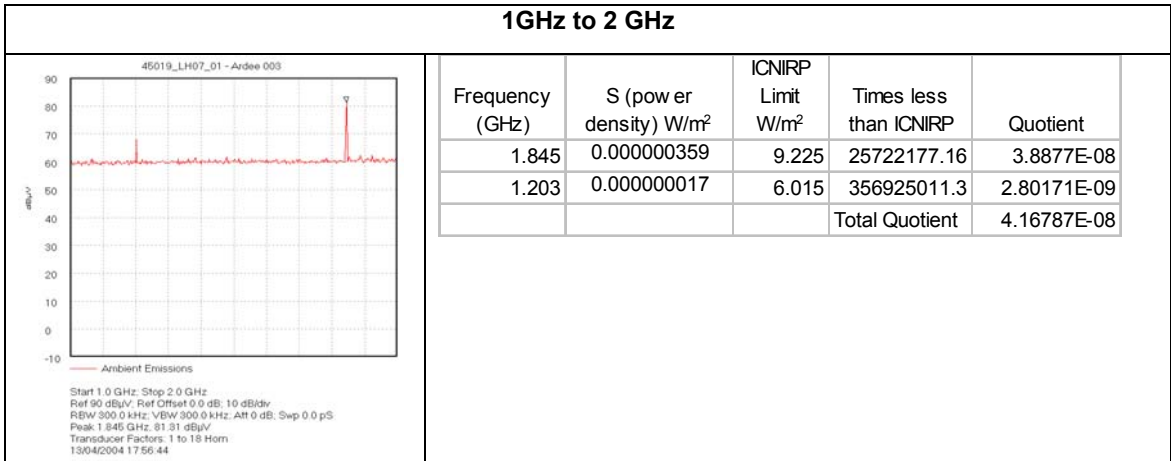 1GHz to 2 GHz
45019_LH07_01 - Ardee 003
90
80
70
60
50
40
30
20
10
0
-10
dBµV
Ambient Emissions
Start 1.0 GHz; Stop 2.0 GHz
Ref 90 dBµV; Ref Offset 0.0 dB; 10 dB/div
RBW 300.0 kHz; VBW 300.0 kHz; Att 0 dB; Swp 0.0 pS
Peak 1.845 GHz, 81.31 dBµV
Transducer Factors: 1 to 18 Horn
13/04/2004 17:56:44
Frequency (GHz) S (pow er density) W/m² ICNIRP Limit W/m² Times less than ICNIRP Quotient
1.845 0.000000359 9.225 25722177.16 3.8877E-08
1.203 0.000000017 6.015 356925011.3 2.80171E-09
Total Quotient 4.16787E-08